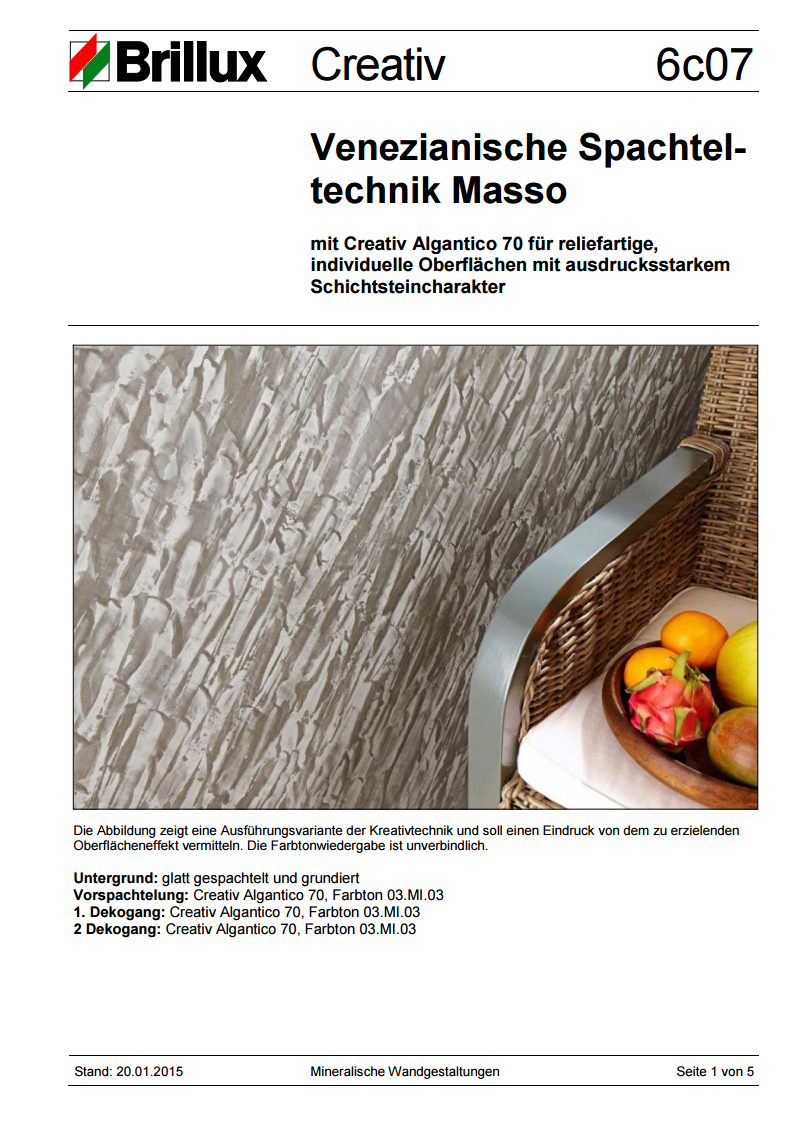 Brillux Creativ 6c07
Venezianische Spachtel-
technik Masso
mit Creativ Algantico 70 für reliefartige,
individuelle Oberflächen mit ausdrucksstarkem
Schichtsteincharakter
Die Abbildung zeigt eine Ausführungsvariante der Kreativtechnik und soll einen Eindruck von dem zu erzielenden
Oberflächeneffekt vermitteln. Die Farbtonwiedergabe ist unverbindlich.
Untergrund: glatt gespachtelt und grundiert
Vorspachtelung: Creativ Algantico 70, Farbton 03.MI.03
1. Dekogang: Creativ Algantico 70, Farbton 03.MI.03
2 Dekogang: Creativ Algantico 70, Farbton 03.MI.03
Stand: 20.01.2015 Mineralische Wandgestaltungen Seite 1 von 5